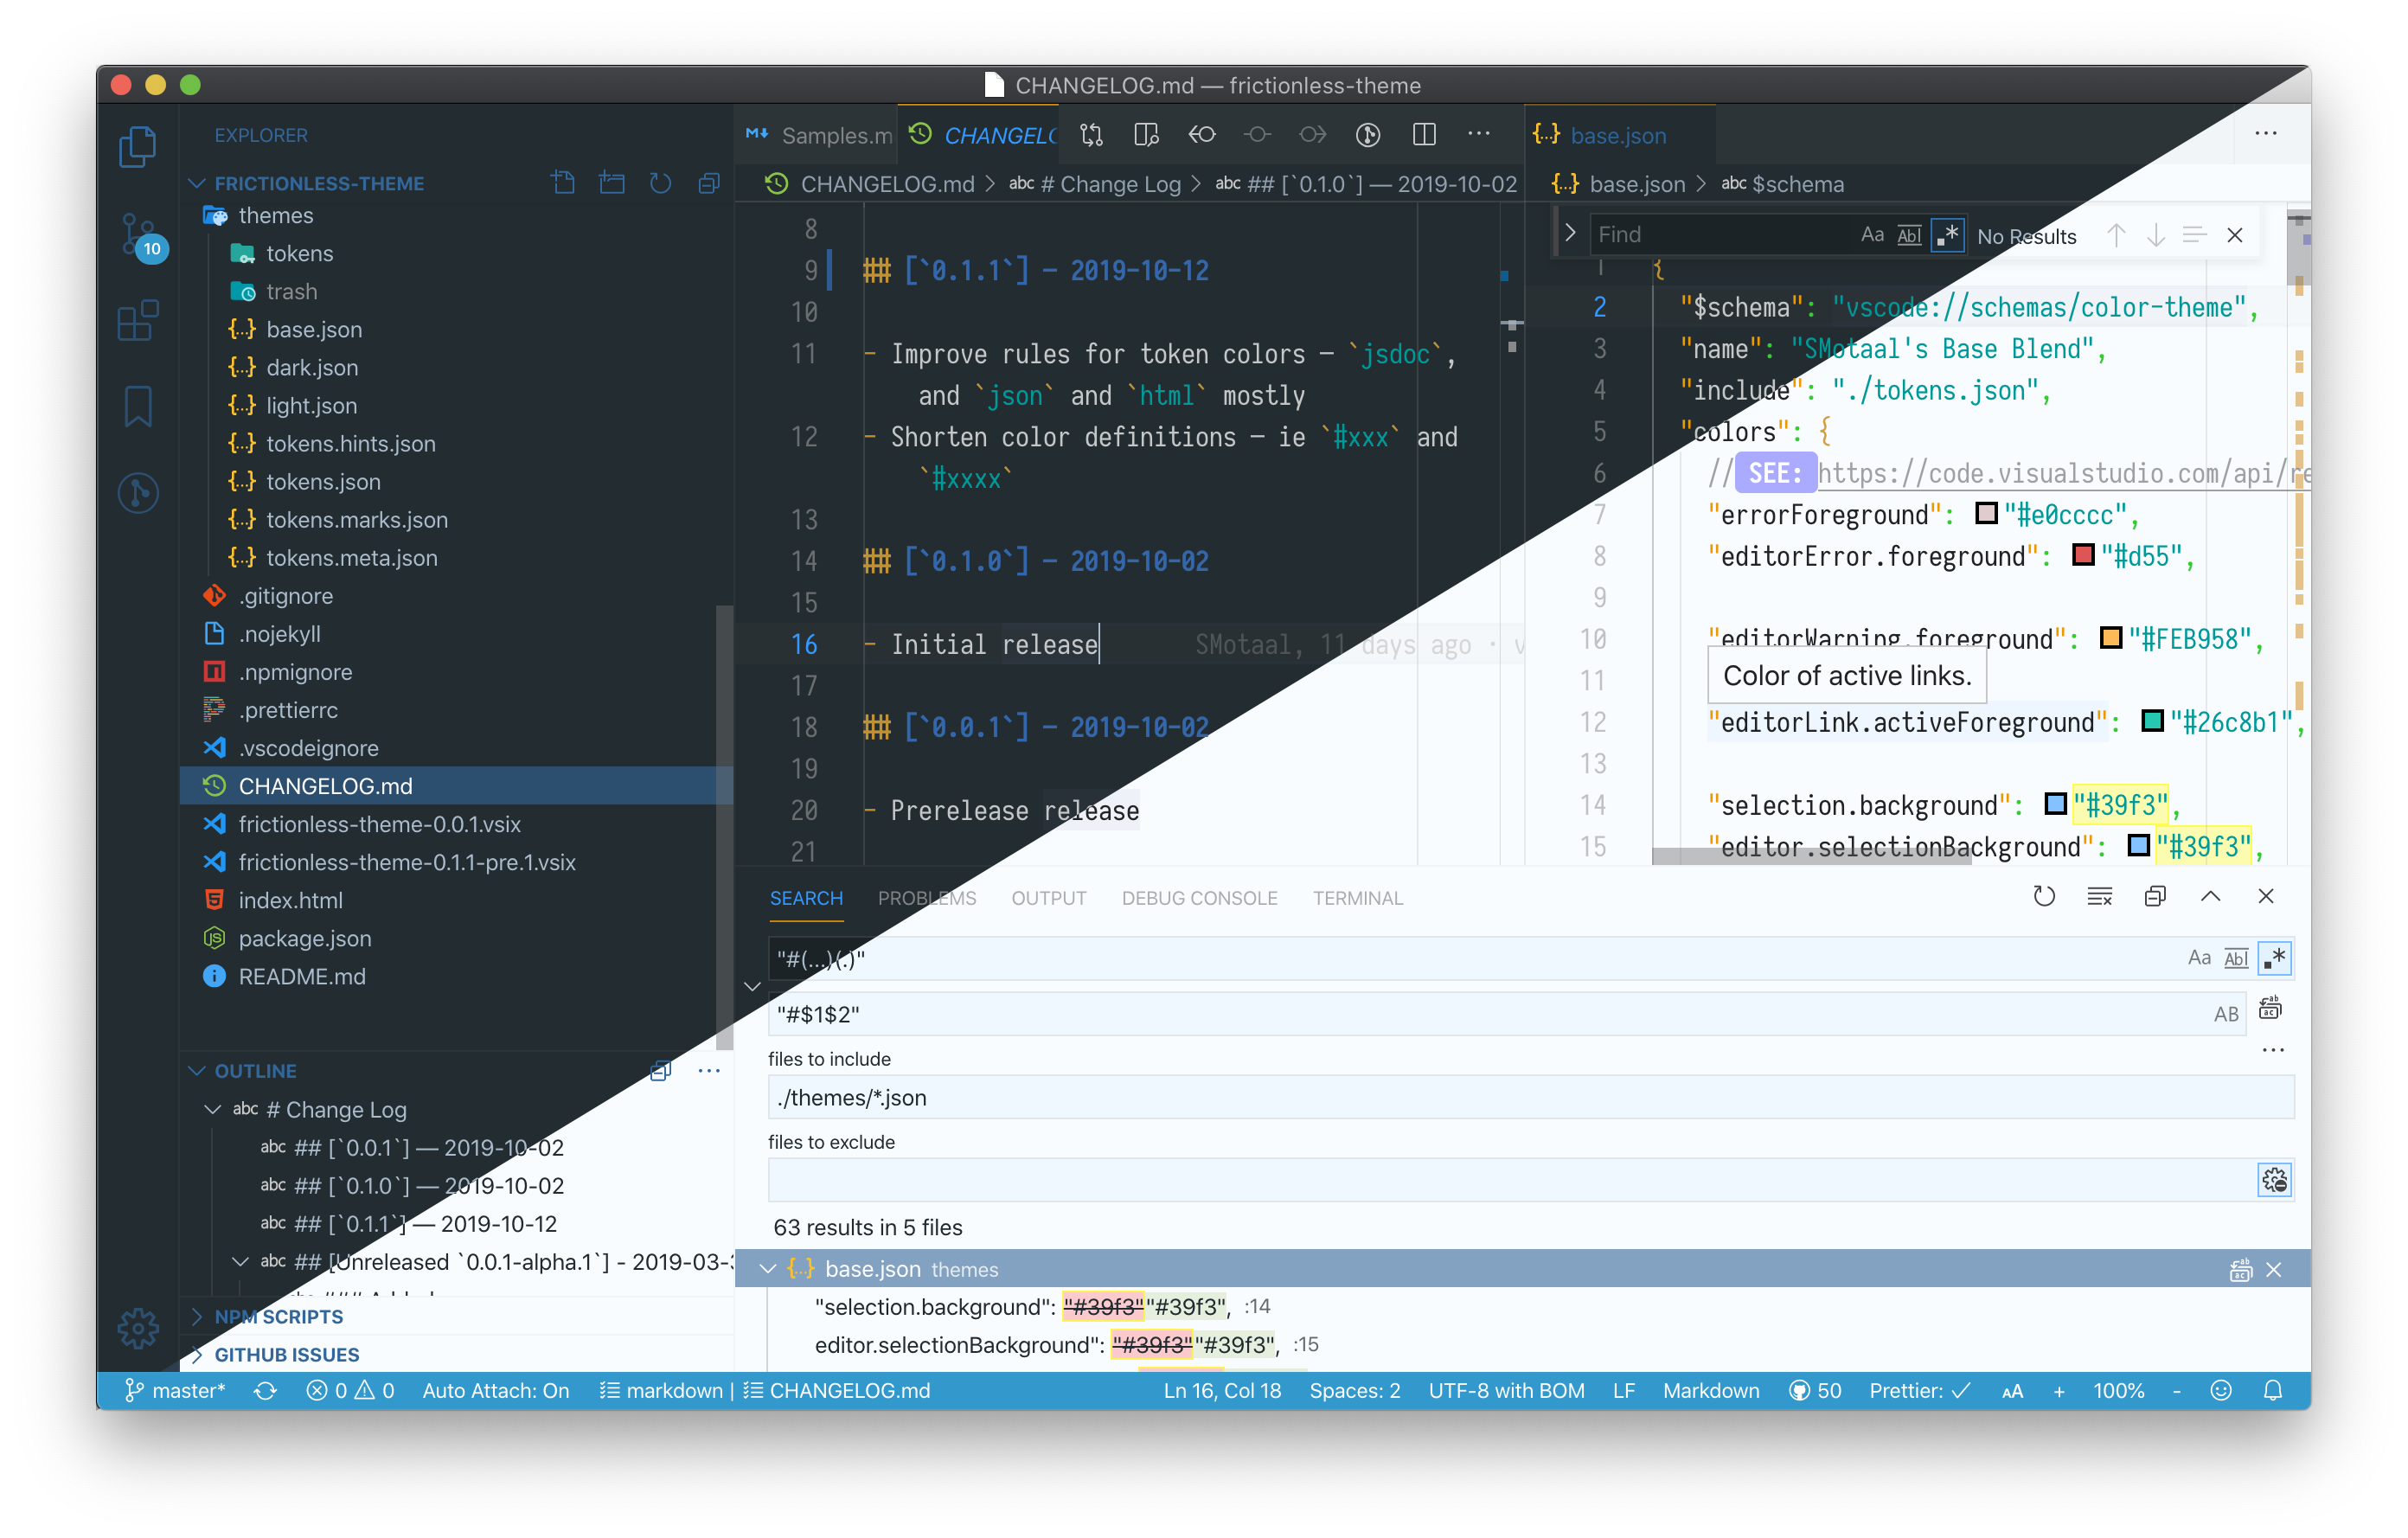 CHANGELOG.md — frictionless-theme
EXPLORER
FRICTIONLESS-THEME
themes
tokens
trash
base.json
dark.json
light.json
tokens.hints.json
tokens.json
tokens.marks.json
tokens.meta.json
.gitignore
.nojekyll
.npmignore
.prettierrc
.vscodeignore
CHANGELOG.md
frictionless-theme-0.0.1.vsix
frictionless-theme-0.1.1-pre.1.vsix
index.html
package.json
README.md
10
OUTLINE
abc # Change Log
abc ## [`0.0.1`] — 2019-10-02
abc ## [`0.1.0`] — 2019-10-02
abc ## [`0.1.1`] — 2019-10-12
abc ## [Unreleased `0.0.1-alpha.1`] - 2019-03-
NPM SCRIPTS
GITHUB ISSUES
Samples.m
CHANGELO
CHANGELOG.md > abc # Change Log > abc ## [`0.1.0`] — 2019-10-02
8
9 ## [`0.1.1`] — 2019-10-12
10
11 - Improve rules for token colors — `jsdoc`,
and `json` and `html` mostly
12 - Shorten color definitions — ie `#xxx` and
`#xxxx`
13
14 ## [`0.1.0`] — 2019-10-02
15
16 - Initial release SMotaal, 11 days ago · v
17
18 ## [`0.0.1`] — 2019-10-02
19
20 - Prerelease release
21
{..} base.json
{..} base.json > abc $schema
Find Aa Abl .* No Results
1 {
2 "$schema": "vscode://schemas/color-theme",
3 "name": "SMotaal's Base Blend",
4 "include": "./tokens.json",
5 "colors": {
6 // SEE: https://code.visualstudio.com/api/re
7 "errorForeground": "#e0cccc",
8 "editorError.foreground": "#d55",
9
10 "editorWarning.foreground": "#FEB958",
11
Color of active links.
12 "editorLink.activeForeground": "#26c8b1",
13
14 "selection.background": "#39f3",
15 "editor.selectionBackground": "#39f3",
SEARCH PROBLEMS OUTPUT DEBUG CONSOLE TERMINAL
"#(...)(.)" Aa Abl .*
"#$1$2" AB
files to include
./themes/*.json
files to exclude
63 results in 5 files
{..} base.json themes
"selection.background": "#39f3""#39f3", :14
editor.selectionBackground": "#39f3""#39f3", :15
master* 0 0 Auto Attach: On markdown | CHANGELOG.md Ln 16, Col 18 Spaces: 2 UTF-8 with BOM LF Markdown 50 Prettier: ✓ AA + 100% -